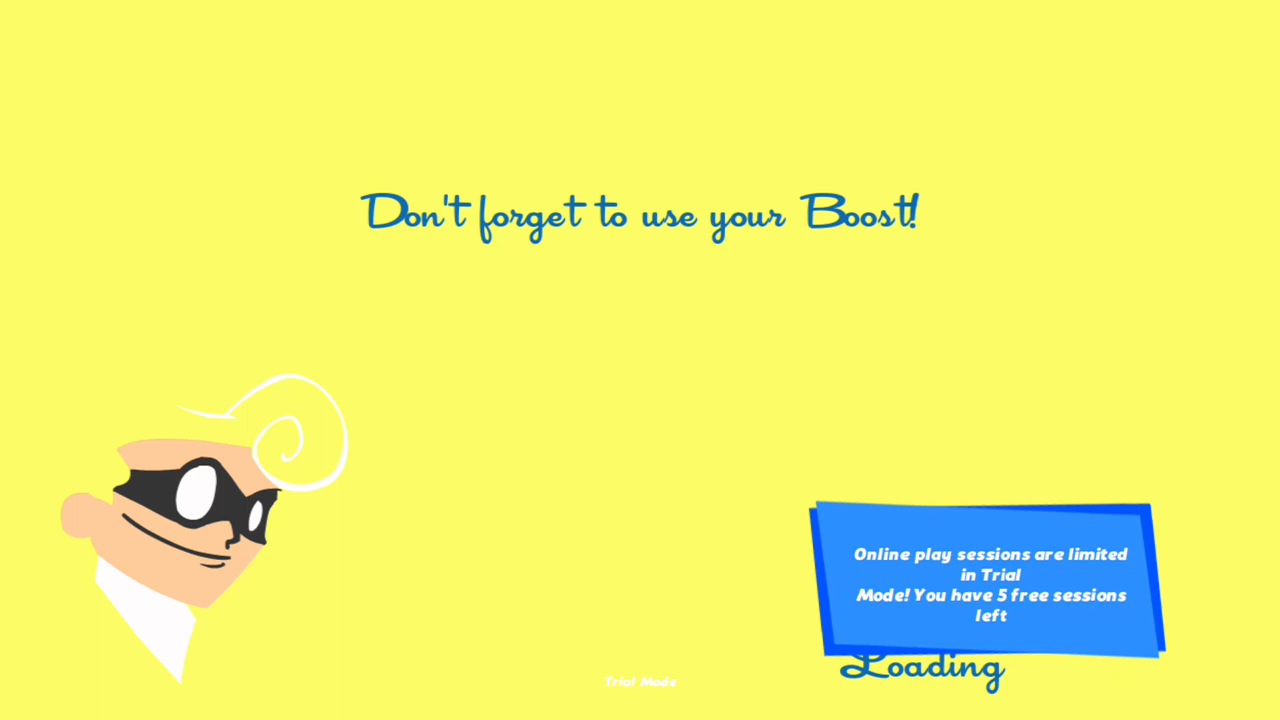 Don't forget to use your Boost!
Online play sessions are limited
in Trial
Mode! You have 5 free sessions
left
Loading
Trial Mode